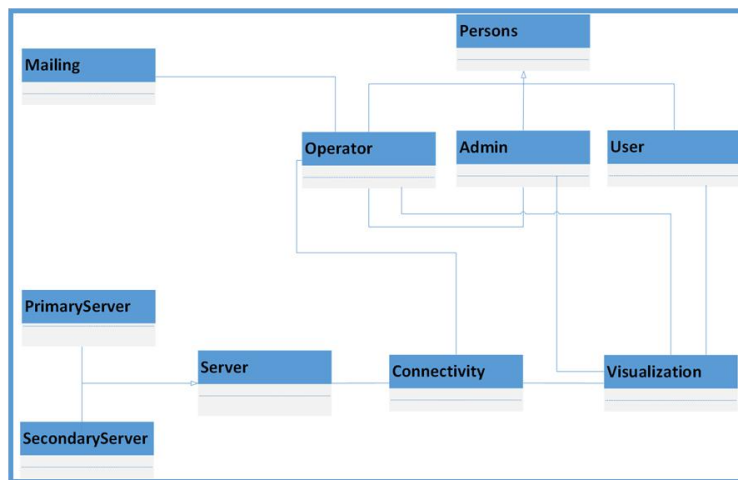 Persons
Mailing
Operator
Admin
User
PrimaryServer
Server
Connectivity
Visualization
SecondaryServer